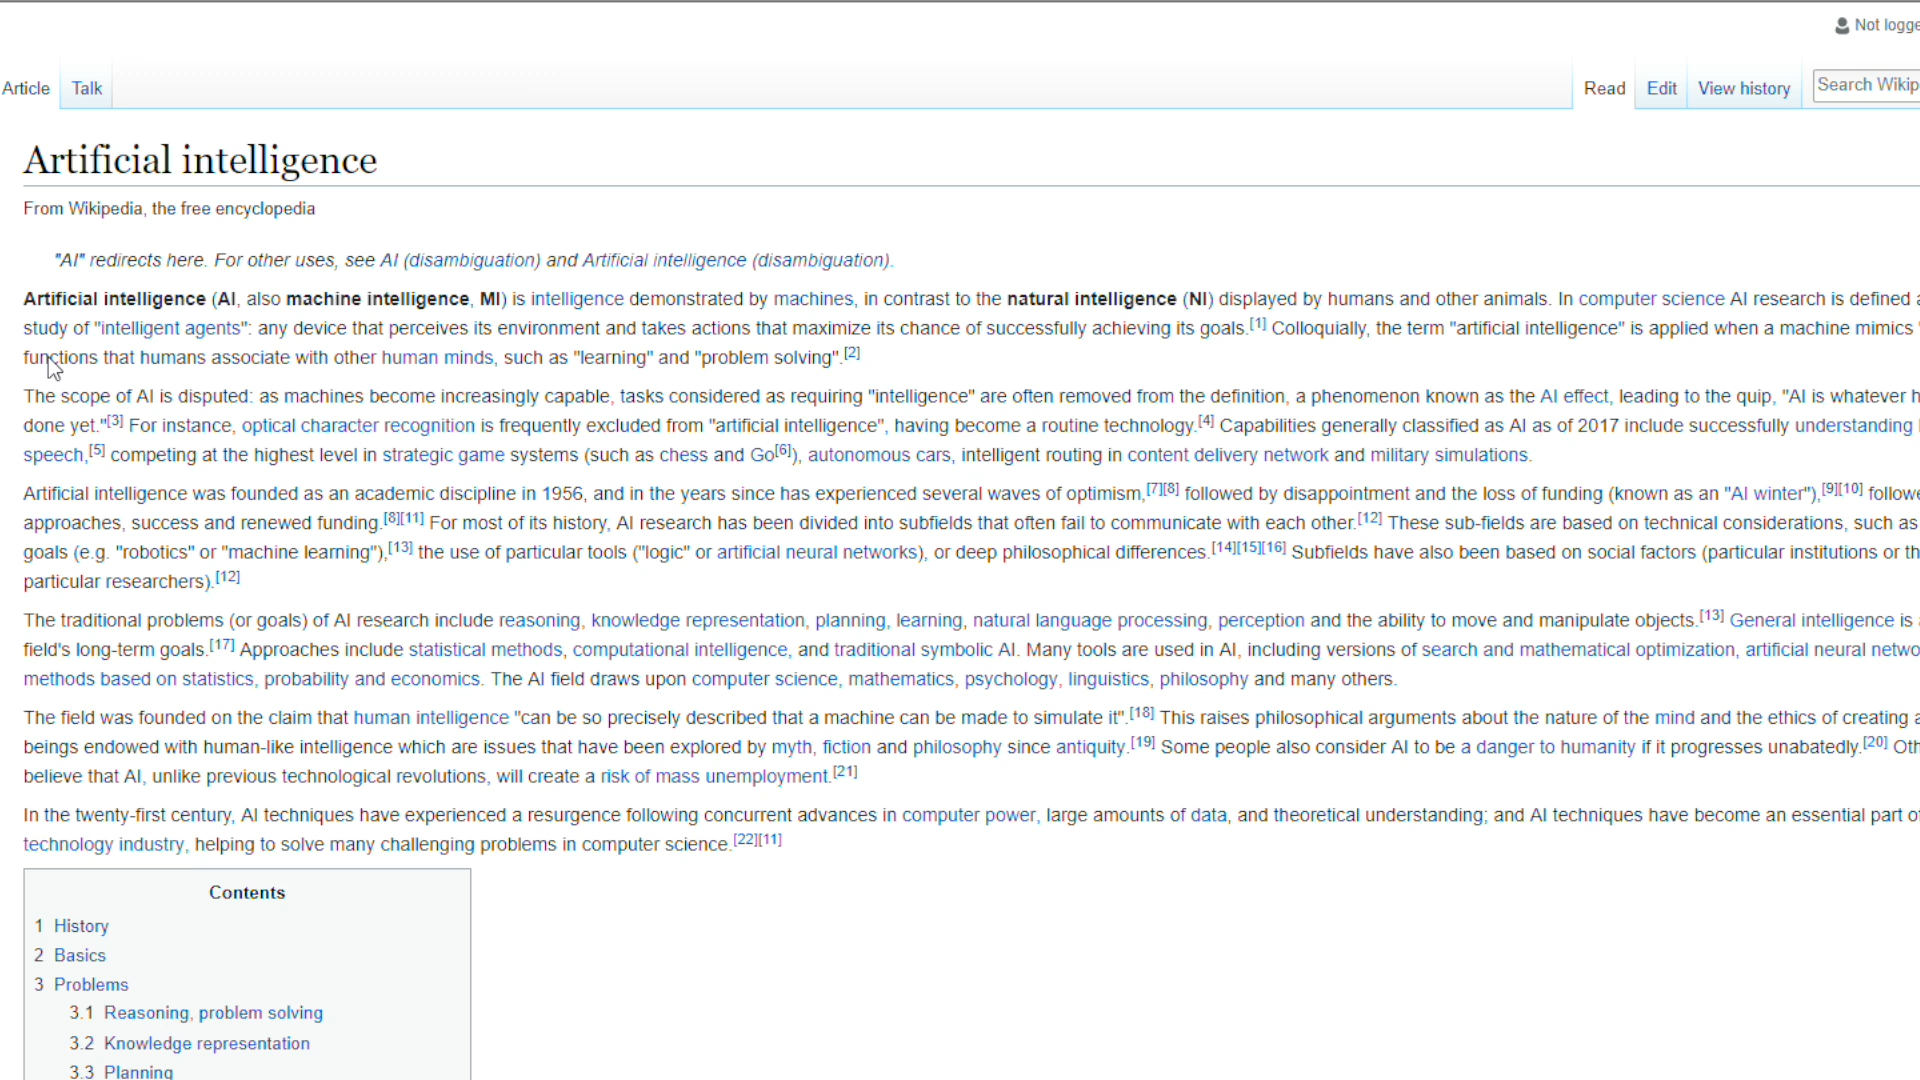 Not logge
Article Talk Read Edit View history Search Wikip
Artificial intelligence
From Wikipedia, the free encyclopedia
"AI" redirects here. For other uses, see AI (disambiguation) and Artificial intelligence (disambiguation).
Artificial intelligence (AI, also machine intelligence, MI) is intelligence demonstrated by machines, in contrast to the natural intelligence (NI) displayed by humans and other animals. In computer science AI research is defined a
study of "intelligent agents": any device that perceives its environment and takes actions that maximize its chance of successfully achieving its goals.[1] Colloquially, the term "artificial intelligence" is applied when a machine mimics "
functions that humans associate with other human minds, such as "learning" and "problem solving".[2]
The scope of AI is disputed: as machines become increasingly capable, tasks considered as requiring "intelligence" are often removed from the definition, a phenomenon known as the AI effect, leading to the quip, "AI is whatever h
done yet."[3] For instance, optical character recognition is frequently excluded from "artificial intelligence", having become a routine technology.[4] Capabilities generally classified as AI as of 2017 include successfully understanding
speech,[5] competing at the highest level in strategic game systems (such as chess and Go[6]), autonomous cars, intelligent routing in content delivery network and military simulations.
Artificial intelligence was founded as an academic discipline in 1956, and in the years since has experienced several waves of optimism,[7][8] followed by disappointment and the loss of funding (known as an "AI winter"),[9][10] followe
approaches, success and renewed funding.[8][11] For most of its history, AI research has been divided into subfields that often fail to communicate with each other.[12] These sub-fields are based on technical considerations, such as
goals (e.g. "robotics" or "machine learning"),[13] the use of particular tools ("logic" or artificial neural networks), or deep philosophical differences.[14][15][16] Subfields have also been based on social factors (particular institutions or th
particular researchers).[12]
The traditional problems (or goals) of AI research include reasoning, knowledge representation, planning, learning, natural language processing, perception and the ability to move and manipulate objects.[13] General intelligence is a
field's long-term goals.[17] Approaches include statistical methods, computational intelligence, and traditional symbolic AI. Many tools are used in AI, including versions of search and mathematical optimization, artificial neural netwo
methods based on statistics, probability and economics. The AI field draws upon computer science, mathematics, psychology, linguistics, philosophy and many others.
The field was founded on the claim that human intelligence "can be so precisely described that a machine can be made to simulate it".[18] This raises philosophical arguments about the nature of the mind and the ethics of creating a
beings endowed with human-like intelligence which are issues that have been explored by myth, fiction and philosophy since antiquity.[19] Some people also consider AI to be a danger to humanity if it progresses unabatedly.[20] Oth
believe that AI, unlike previous technological revolutions, will create a risk of mass unemployment.[21]
In the twenty-first century, AI techniques have experienced a resurgence following concurrent advances in computer power, large amounts of data, and theoretical understanding; and AI techniques have become an essential part of
technology industry, helping to solve many challenging problems in computer science.[22][11]
Contents
1 History
2 Basics
3 Problems
3.1 Reasoning, problem solving
3.2 Knowledge representation
3.3 Planning